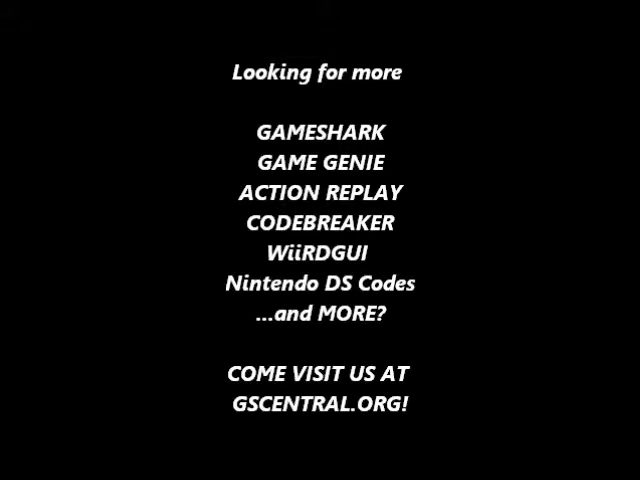 Looking for more
GAMESHARK
GAME GENIE
ACTION REPLAY
CODEBREAKER
WiiRDGUI
Nintendo DS Codes
...and MORE?
COME VISIT US AT
GSCENTRAL.ORG!